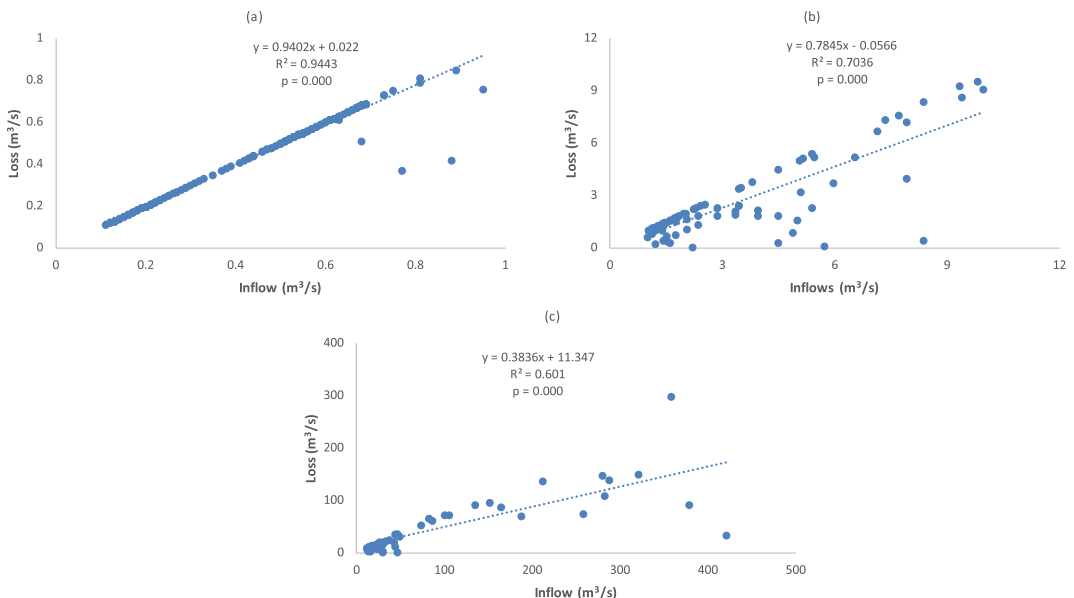 (a)
y = 0.9402x + 0.022
R² = 0.9443
p = 0.000
1
0.8
0.6
0.4
0.2
0
Loss (m³/s)
0 0.2 0.4 0.6 0.8 1
Inflow (m³/s)
(b)
y = 0.7845x - 0.0566
R² = 0.7036
p = 0.000
12
9
6
3
0
Loss (m³/s)
0 3 6 9 12
Inflows (m³/s)
(c)
y = 0.3836x + 11.347
R² = 0.601
p = 0.000
400
300
200
100
0
Loss (m³/s)
0 100 200 300 400 500
Inflow (m³/s)